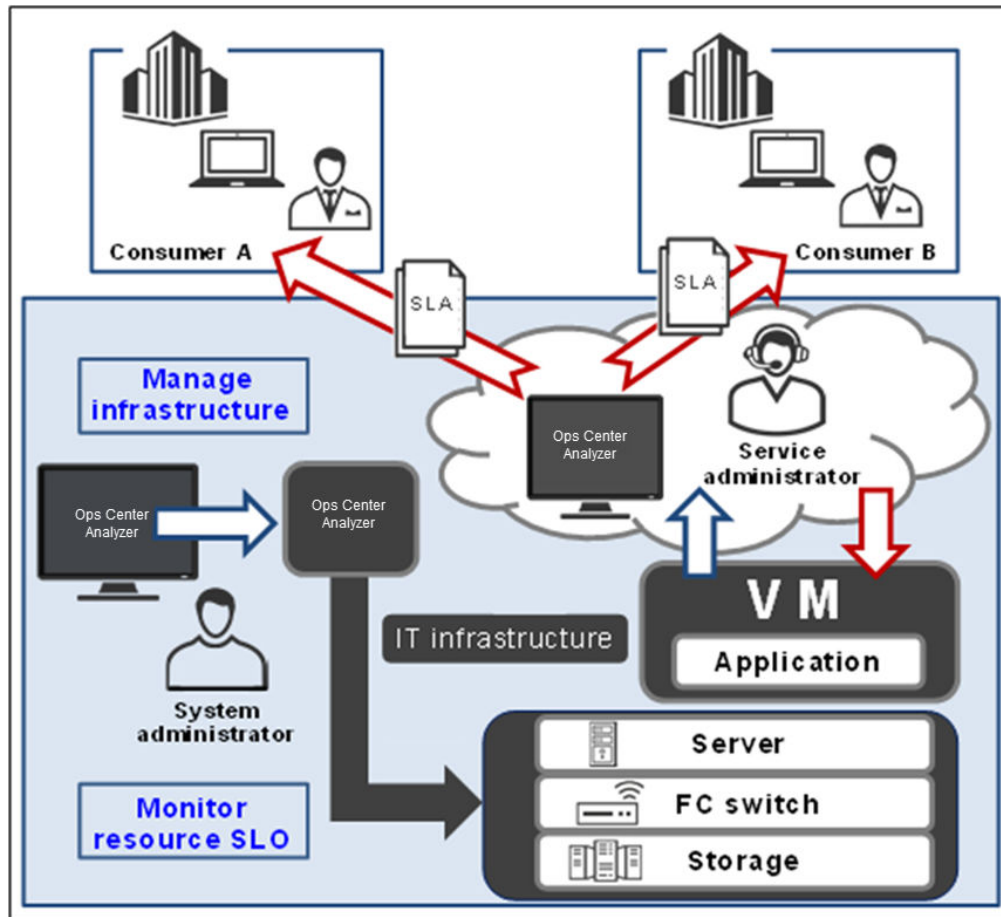 Consumer A
Consumer B
SLA
SLA
Manage
infrastructure
Ops Center
Analyzer
Service
administrator
Ops Center
Analyzer
Ops Center
Analyzer
V M
IT infrastructure
Application
System
administrator
Server
Monitor
resource SLO
FC switch
Storage